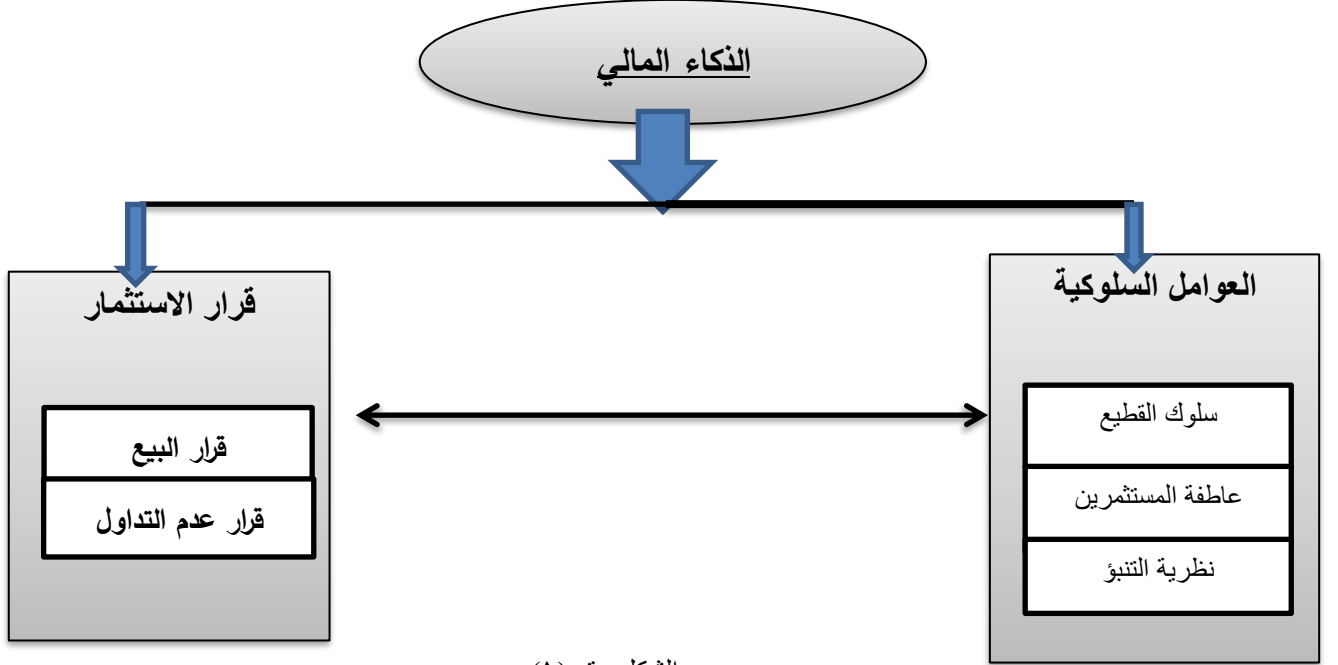 الذكاء المالي
العوامل السلوكية
سلوك القطيع
عاطفة المستثمرين
نظرية التنبؤ
قرار الاستثمار
قرار البيع
قرار عدم التداول